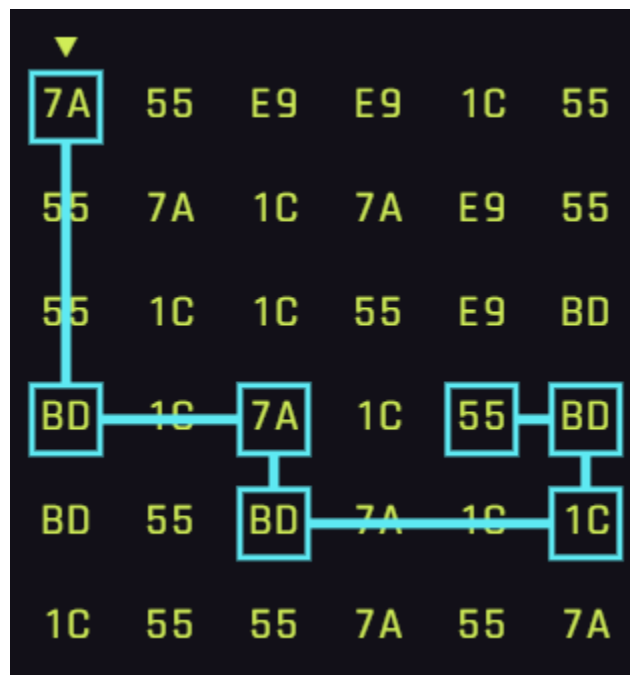 7A 55 E9 E9 1C 55
55 7A 1C 7A E9 55
55 1C 1C 55 E9 BD
BD 1C 7A 1C 55 BD
BD 55 BD 7A 1C 1C
1C 55 55 7A 55 7A